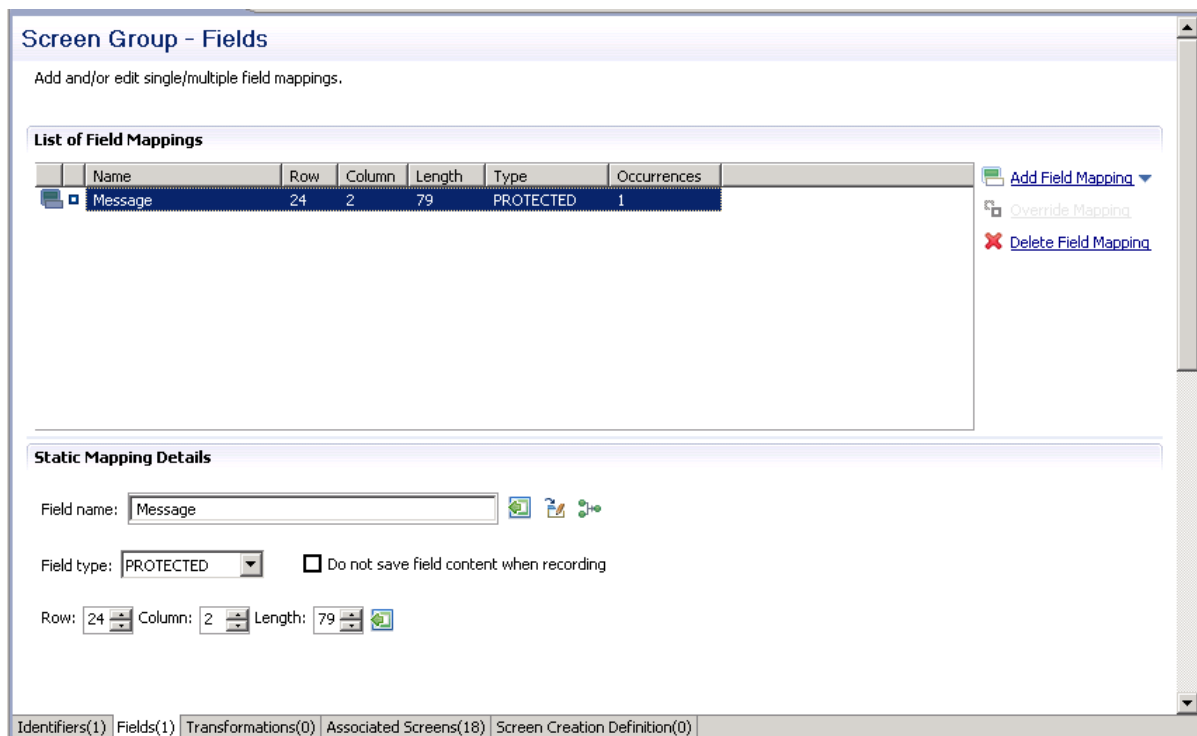 Screen Group - Fields
Add and/or edit single/multiple field mappings.
List of Field Mappings
Name Row Column Length Type Occurrences
Message 24 2 79 PROTECTED 1
Add Field Mapping
Override Mapping
Delete Field Mapping
Static Mapping Details
Field name: Message
Field type: PROTECTED Do not save field content when recording
Row: 24 Column: 2 Length: 79
Identifiers(1) Fields(1) Transformations(0) Associated Screens(18) Screen Creation Definition(0)